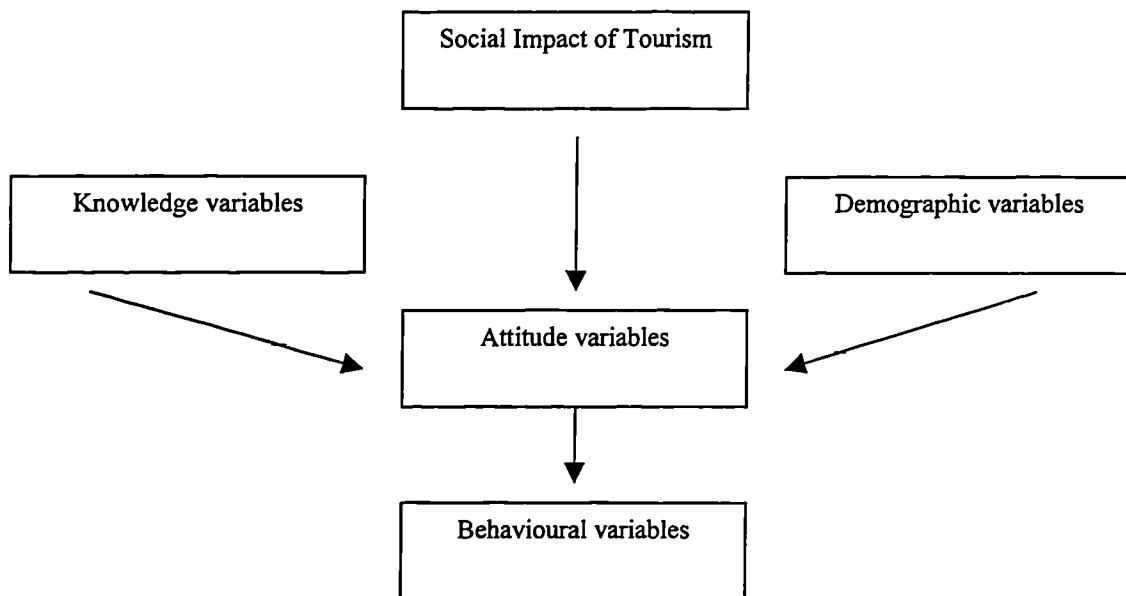 Social Impact of Tourism
Knowledge variables
Demographic variables
Attitude variables
Behavioural variables